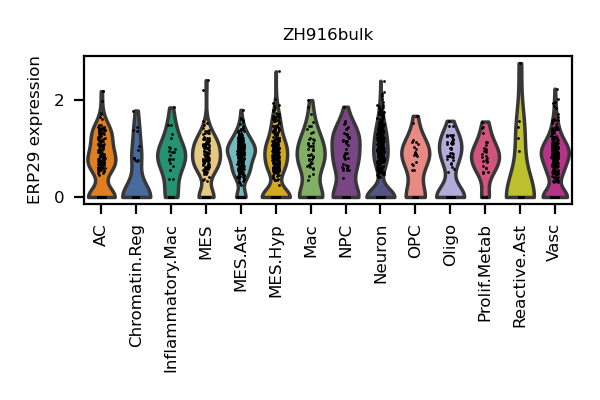 ZH916bulk
ERP29 expression
2
0
AC
Chromatin.Reg
Inflammatory.Mac
MES
MES.Ast
MES.Hyp
Mac
NPC
Neuron
OPC
Oligo
Prolif.Metab
Reactive.Ast
Vasc